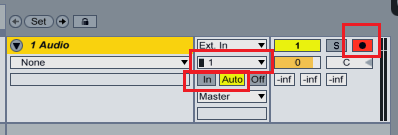 Set
1 Audio
Ext. In
1
S
None
1
0
C
In Auto Off
-inf -inf -inf
Master